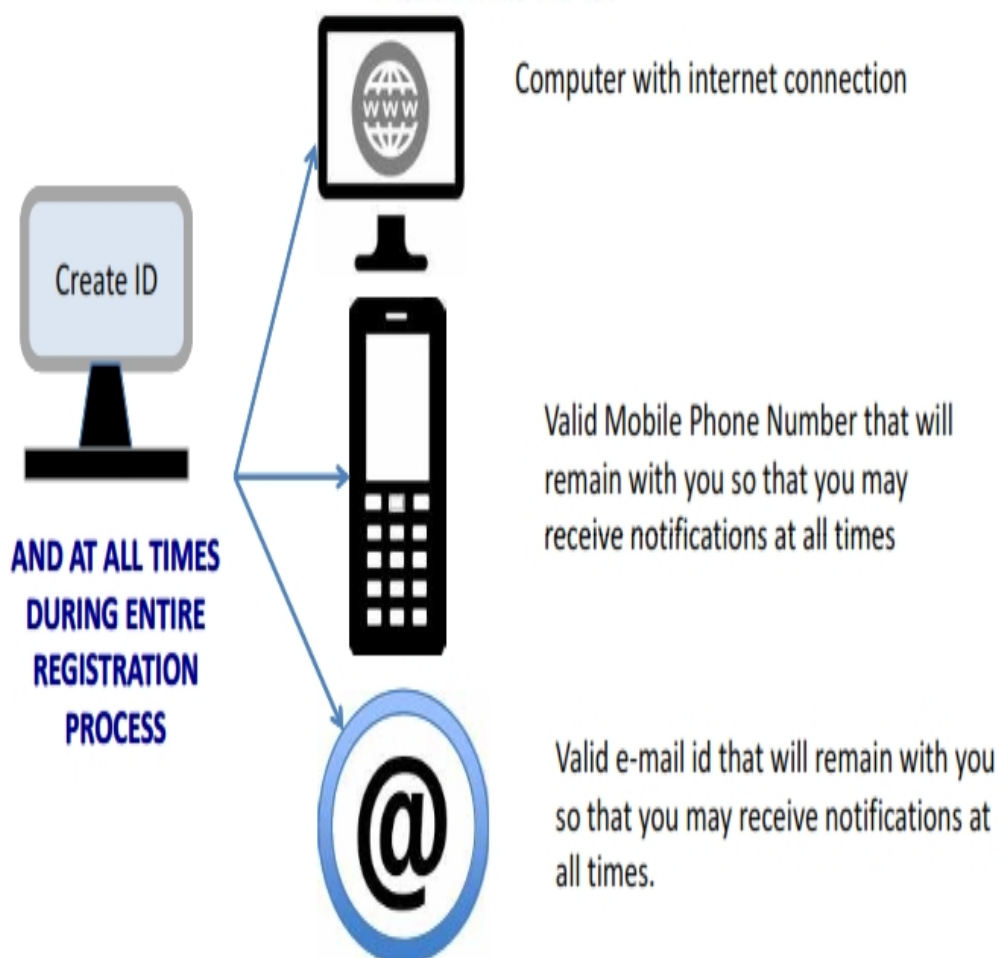 www
Computer with internet connection
Create ID
Valid Mobile Phone Number that will
remain with you so that you may
receive notifications at all times
AND AT ALL TIMES
DURING ENTIRE
REGISTRATION
PROCESS
@
Valid e-mail id that will remain with you
so that you may receive notifications at
all times.